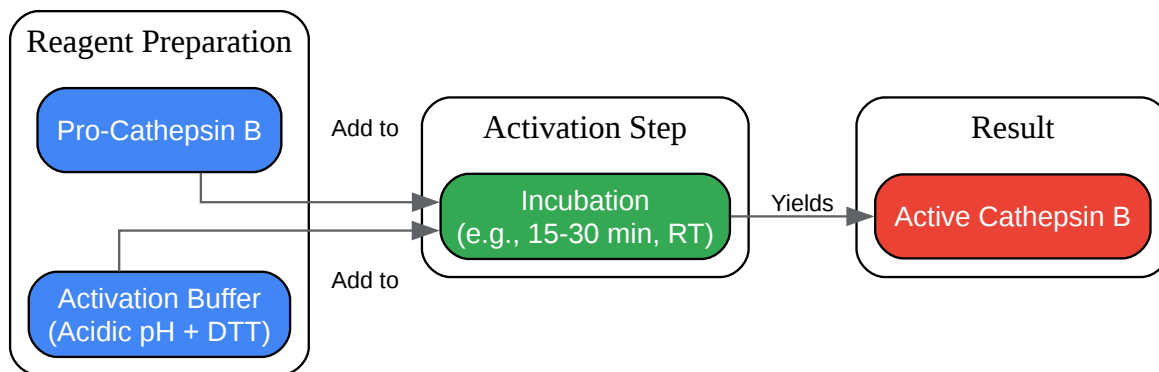 Reagent Preparation
Pro-Cathepsin B
Activation Buffer
(Acidic pH + DTT)
Add to
Add to
Activation Step
Incubation
(e.g., 15-30 min, RT)
Yields
Result
Active Cathepsin B